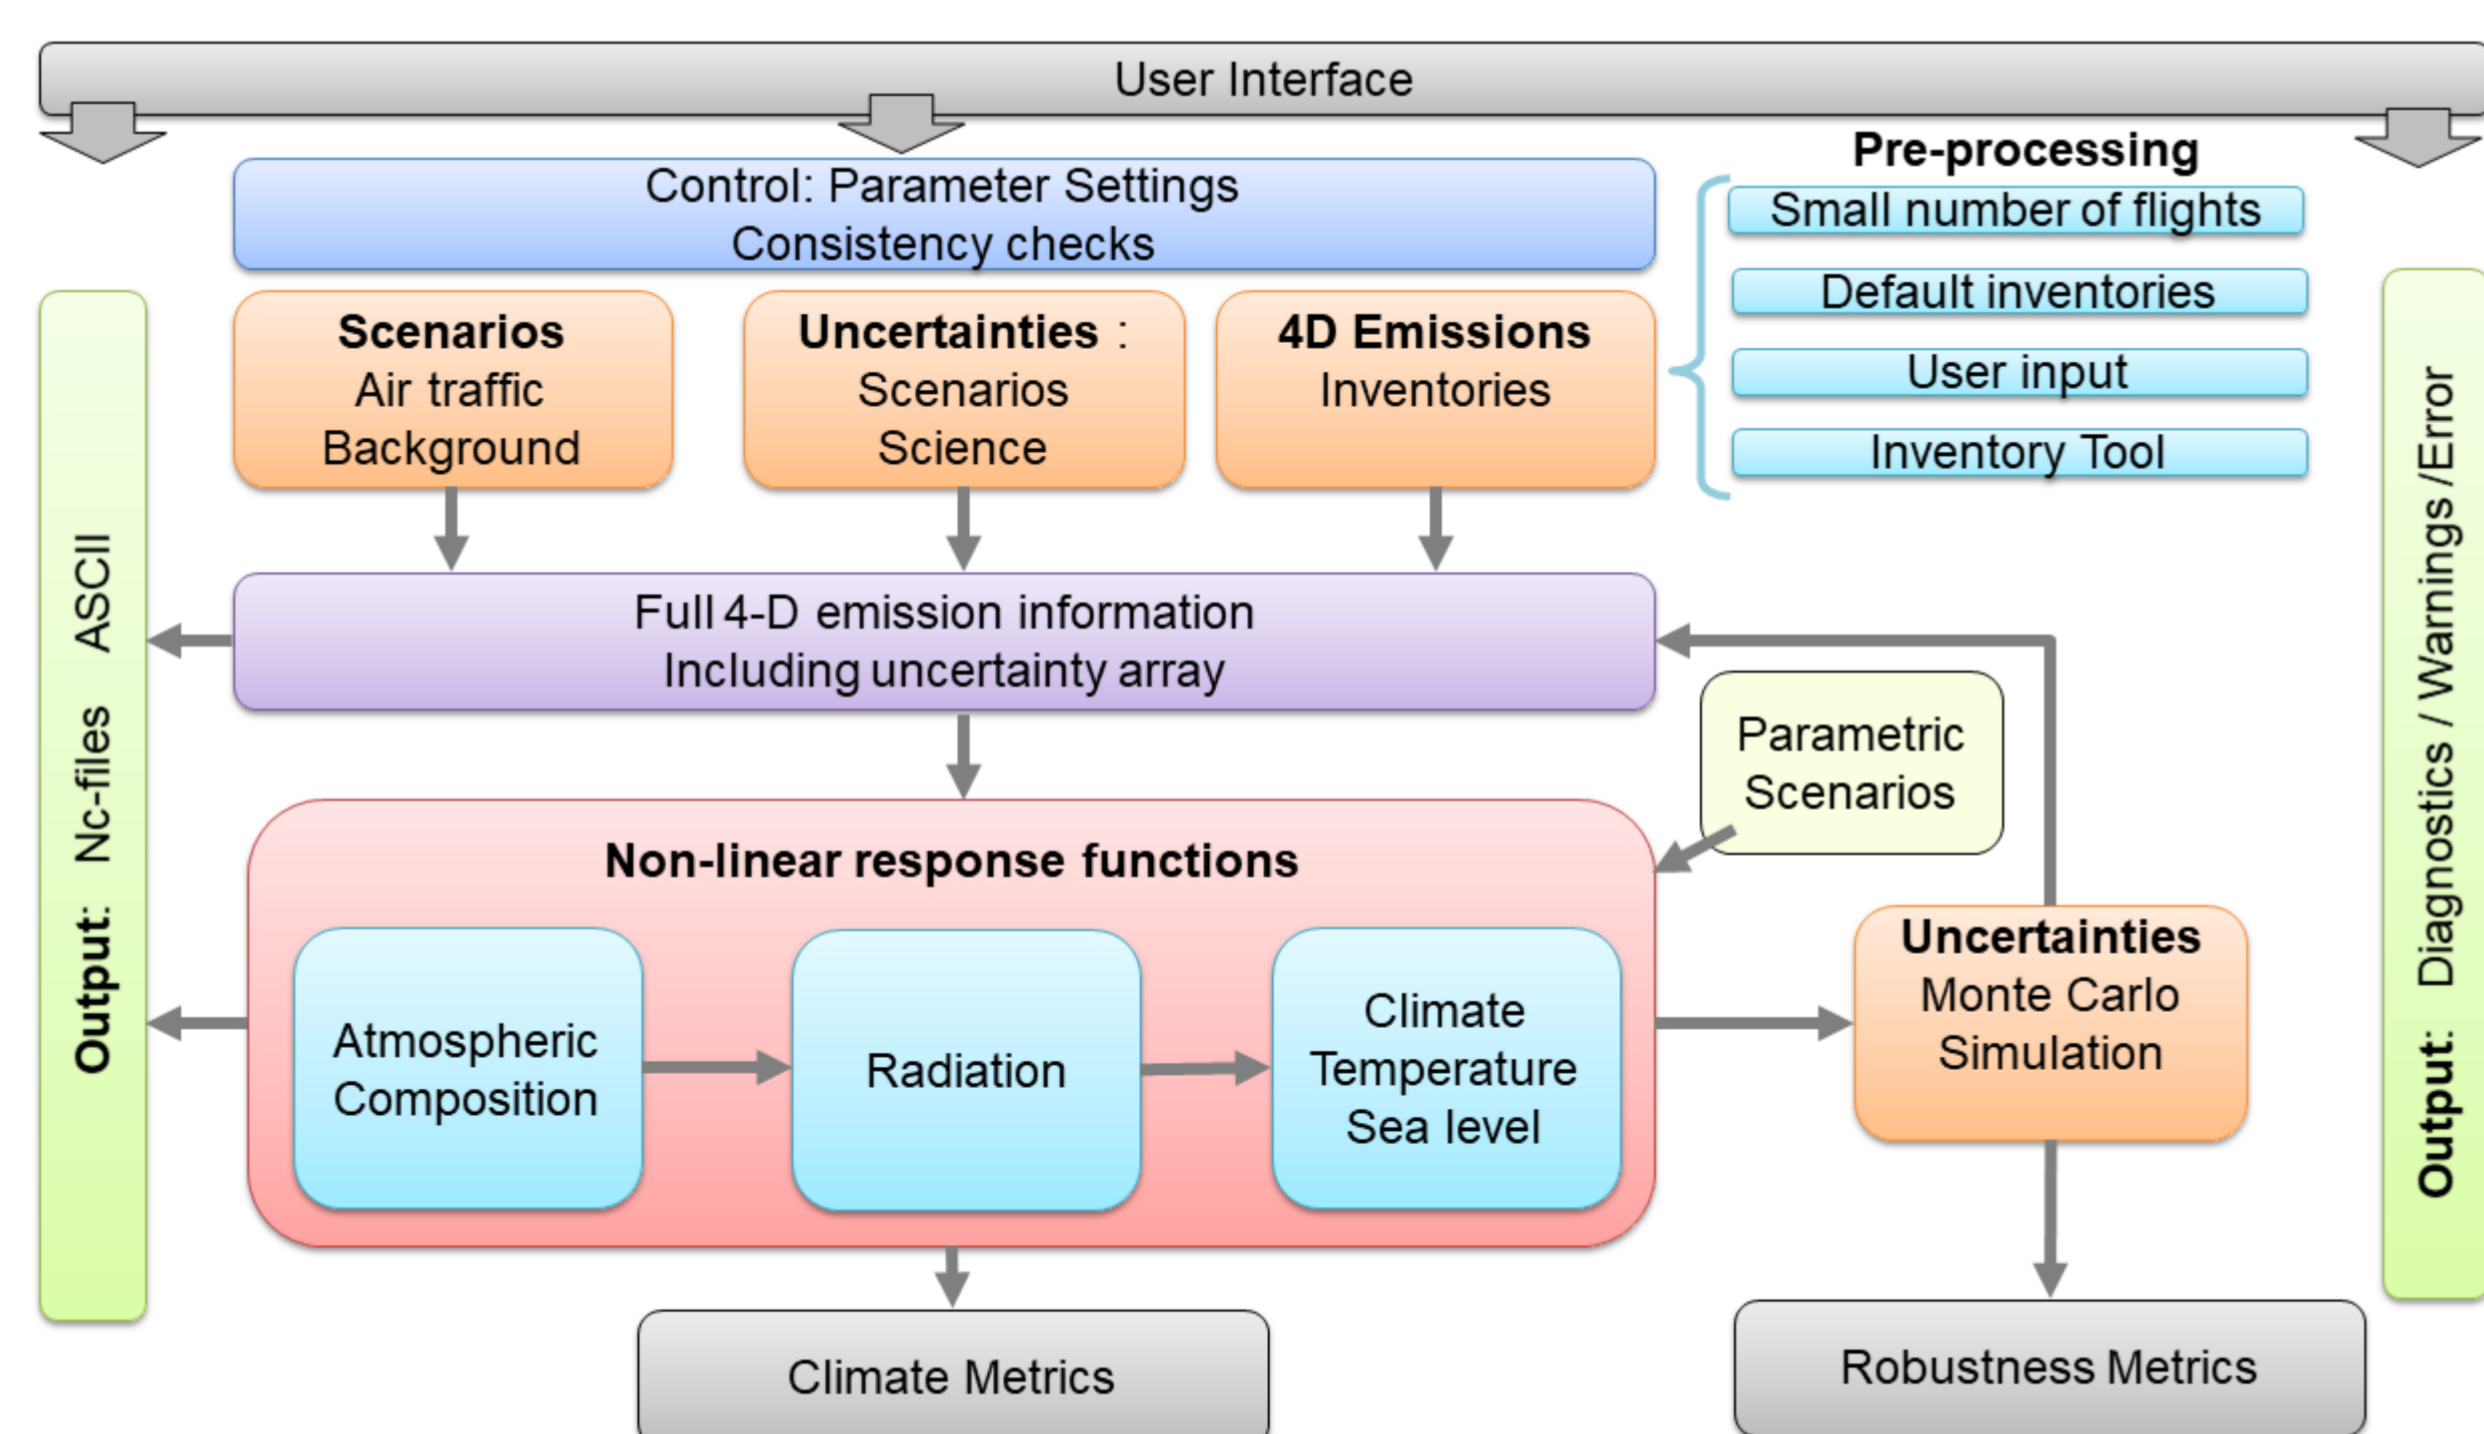 User Interface
Control: Parameter Settings
Consistency checks
Pre-processing
Small number of flights
Default inventories
User input
Inventory Tool
Scenarios
Air traffic
Background
Uncertainties :
Scenarios
Science
4D Emissions
Inventories
Full 4-D emission information
Including uncertainty array
Parametric
Scenarios
Non-linear response functions
Atmospheric
Composition
Radiation
Climate
Temperature
Sea level
Uncertainties
Monte Carlo
Simulation
Climate Metrics
Robustness Metrics
Output: Nc-files ASCII
Output: Diagnostics / Warnings /Error